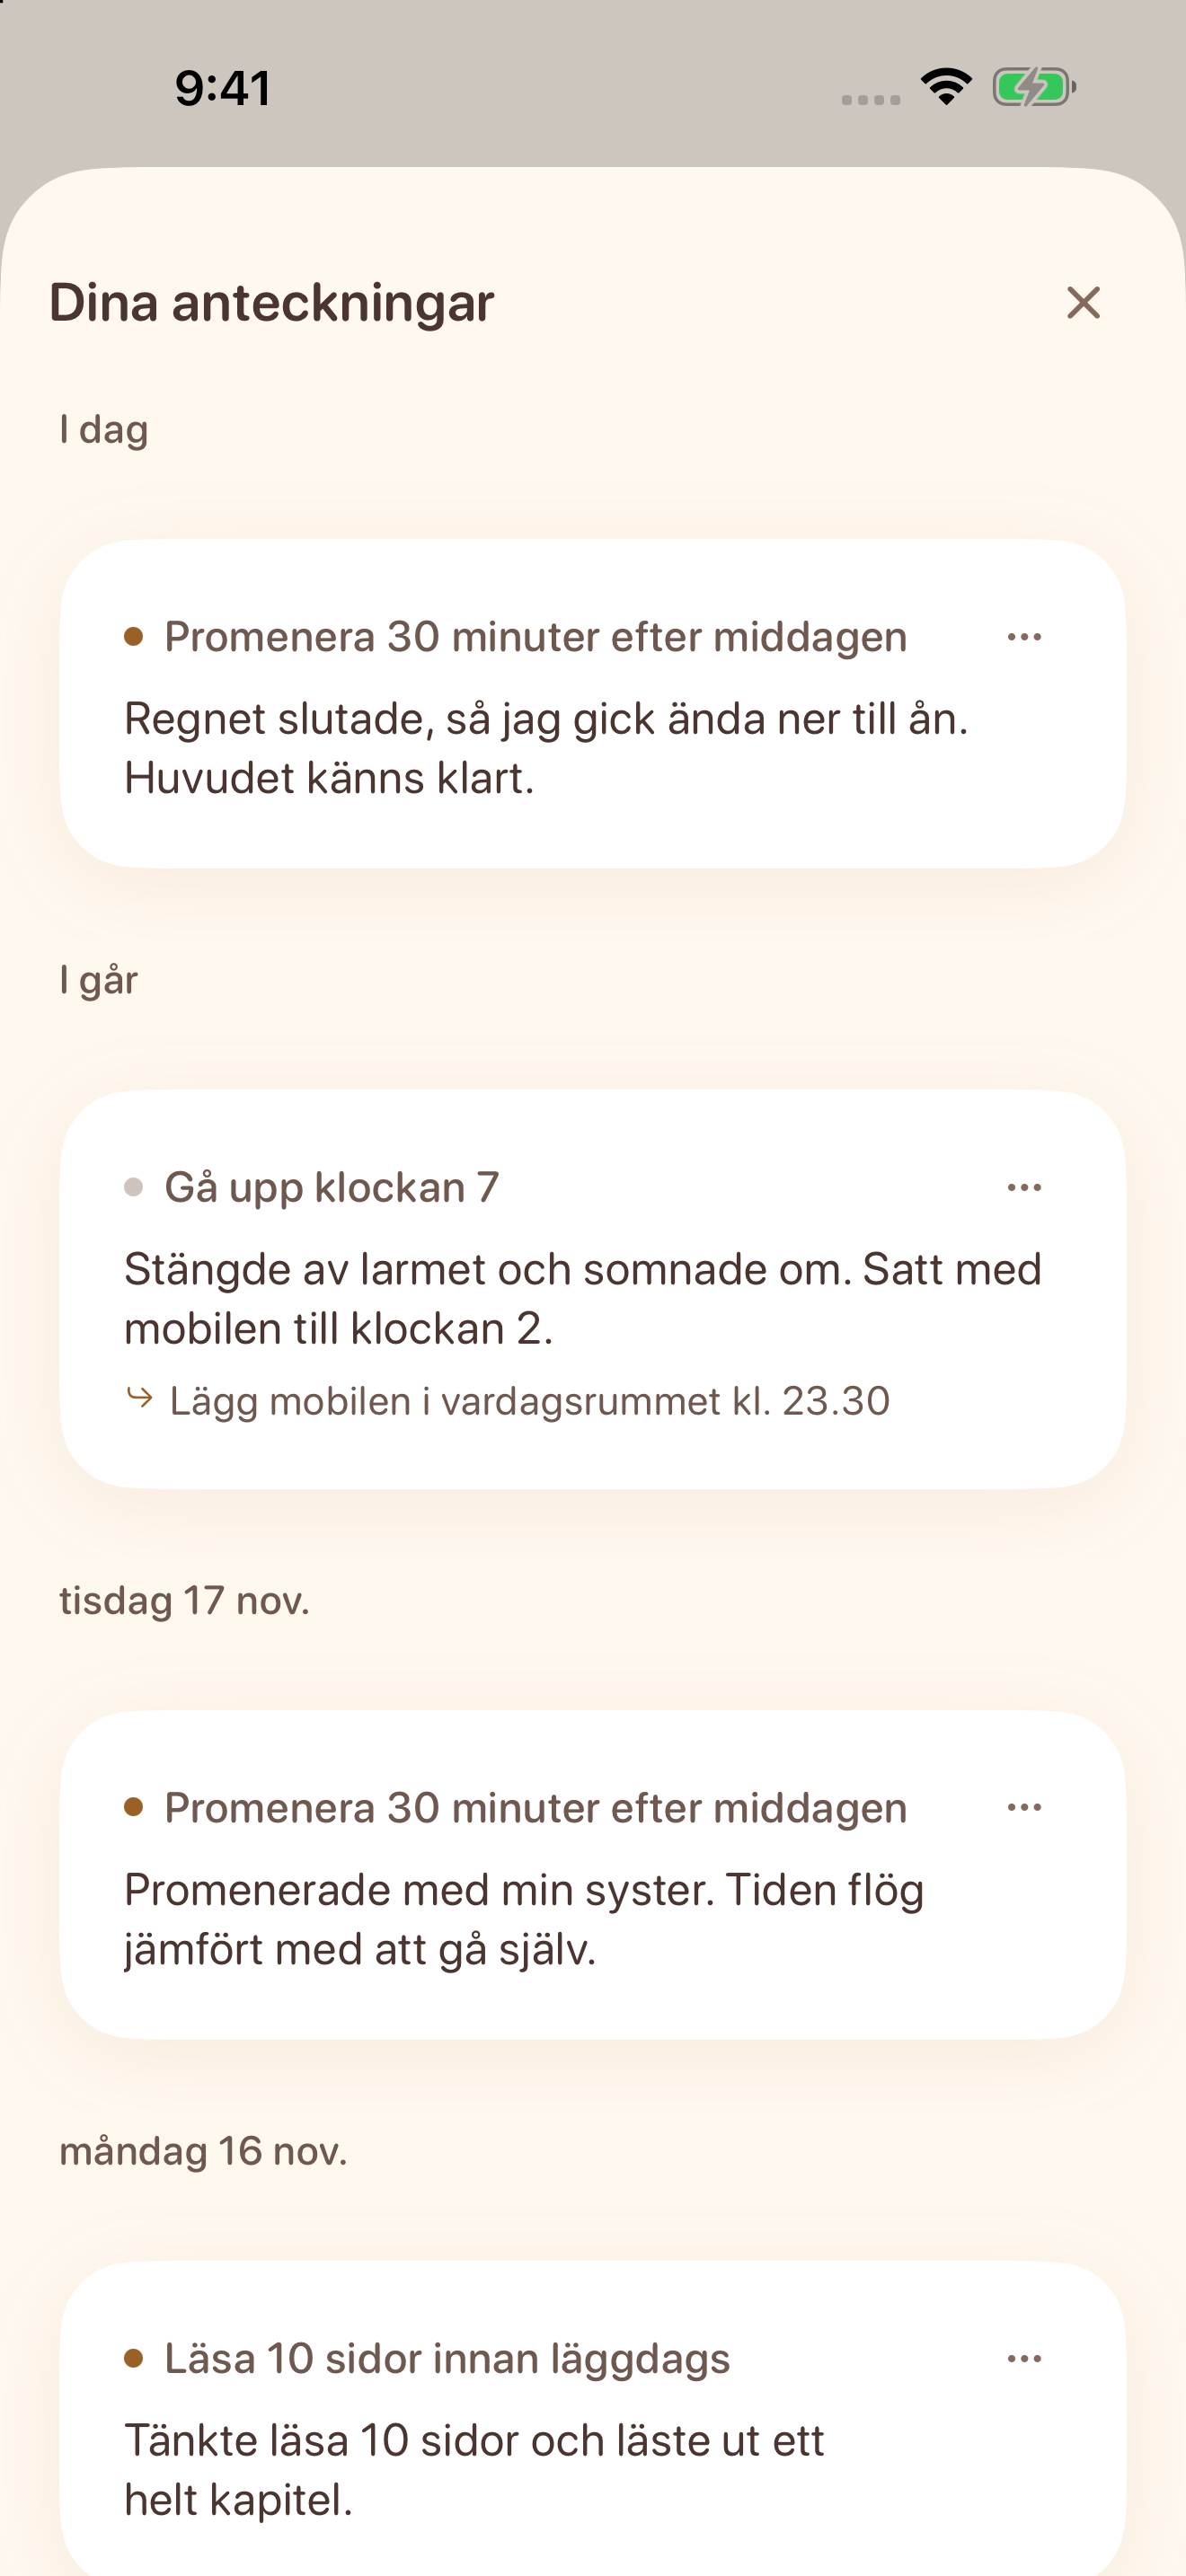 9:41
Dina anteckningar
I dag
Promenera 30 minuter efter middagen
Regnet slutade, så jag gick ända ner till ån.
Huvudet känns klart.
I går
Gå upp klockan 7
Stängde av larmet och somnade om. Satt med
mobilen till klockan 2.
Lägg mobilen i vardagsrummet kl. 23.30
tisdag 17 nov.
Promenera 30 minuter efter middagen
Promenerade med min syster. Tiden flög
jämfört med att gå själv.
måndag 16 nov.
Läsa 10 sidor innan läggdags
Tänkte läsa 10 sidor och läste ut ett
helt kapitel.